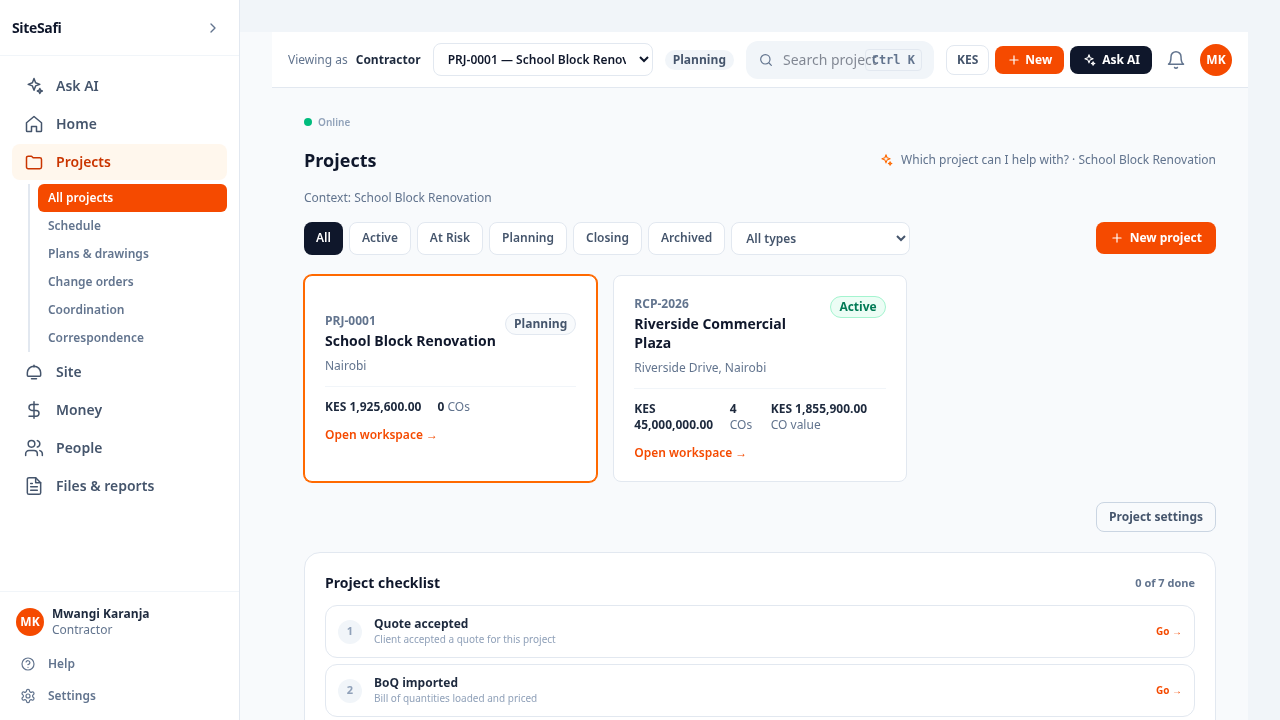 SiteSafi
Ask AI
Home
Projects
All projects
Schedule
Plans & drawings
Change orders
Coordination
Correspondence
Site
Money
People
Files & reports
MK
Mwangi Karanja
Contractor
Help
Settings
Viewing as Contractor
PRJ-0001 — School Block Renov
Planning
Search project
Ctrl K
KES
New
Ask AI
MK
Online
Projects
Which project can I help with? · School Block Renovation
Context: School Block Renovation
All
Active
At Risk
Planning
Closing
Archived
All types
New project
PRJ-0001
School Block Renovation
Planning
Nairobi
KES 1,925,600.00 0 COs
Open workspace →
RCP-2026
Riverside Commercial
Plaza
Active
Riverside Drive, Nairobi
KES
45,000,000.00
4
COs
KES 1,855,900.00
CO value
Open workspace →
Project settings
Project checklist
0 of 7 done
1
Quote accepted
Client accepted a quote for this project
Go →
2
BoQ imported
Bill of quantities loaded and priced
Go →